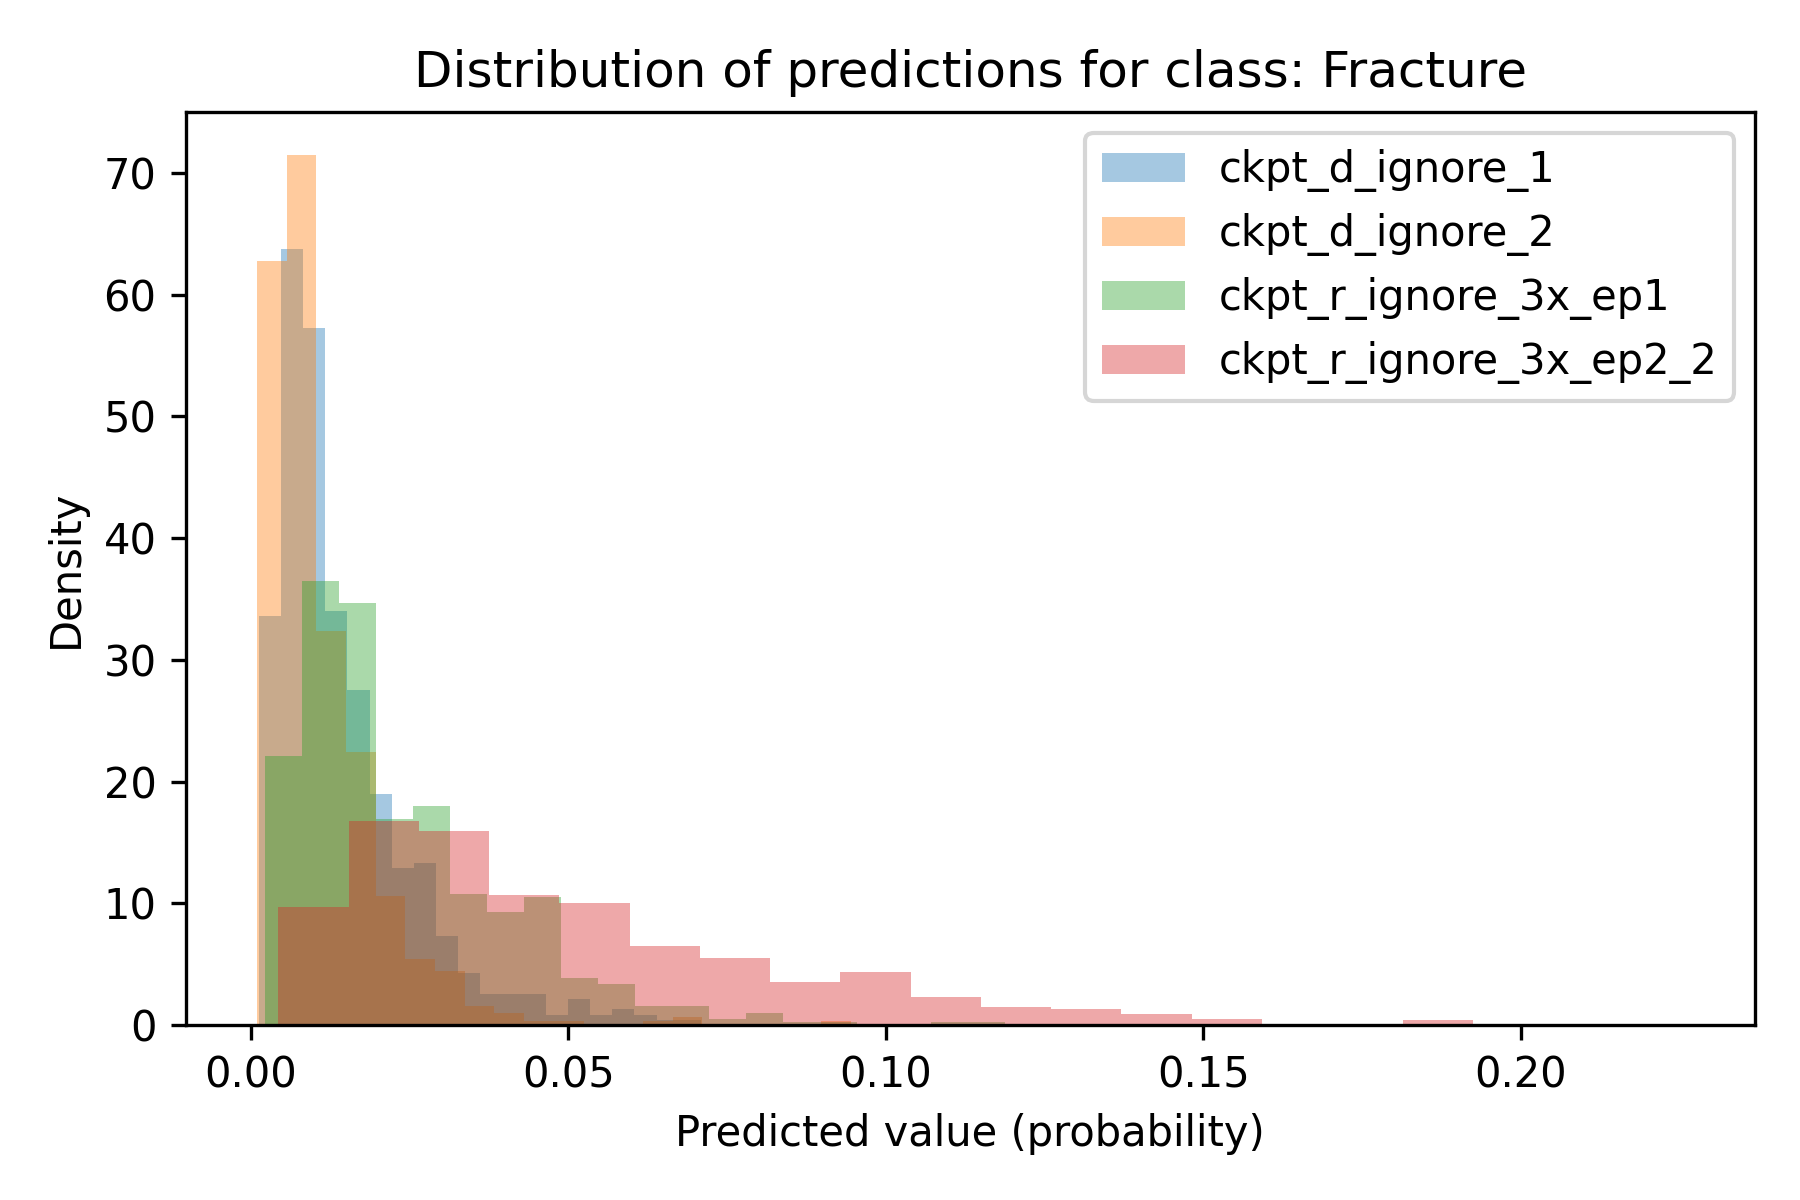 Distribution of predictions for class: Fracture
ckpt_d_ignore_1
ckpt_d_ignore_2
ckpt_r_ignore_3x_ep1
ckpt_r_ignore_3x_ep2_2
70
60
50
40
30
20
10
0
Density
0.00 0.05 0.10 0.15 0.20
Predicted value (probability)